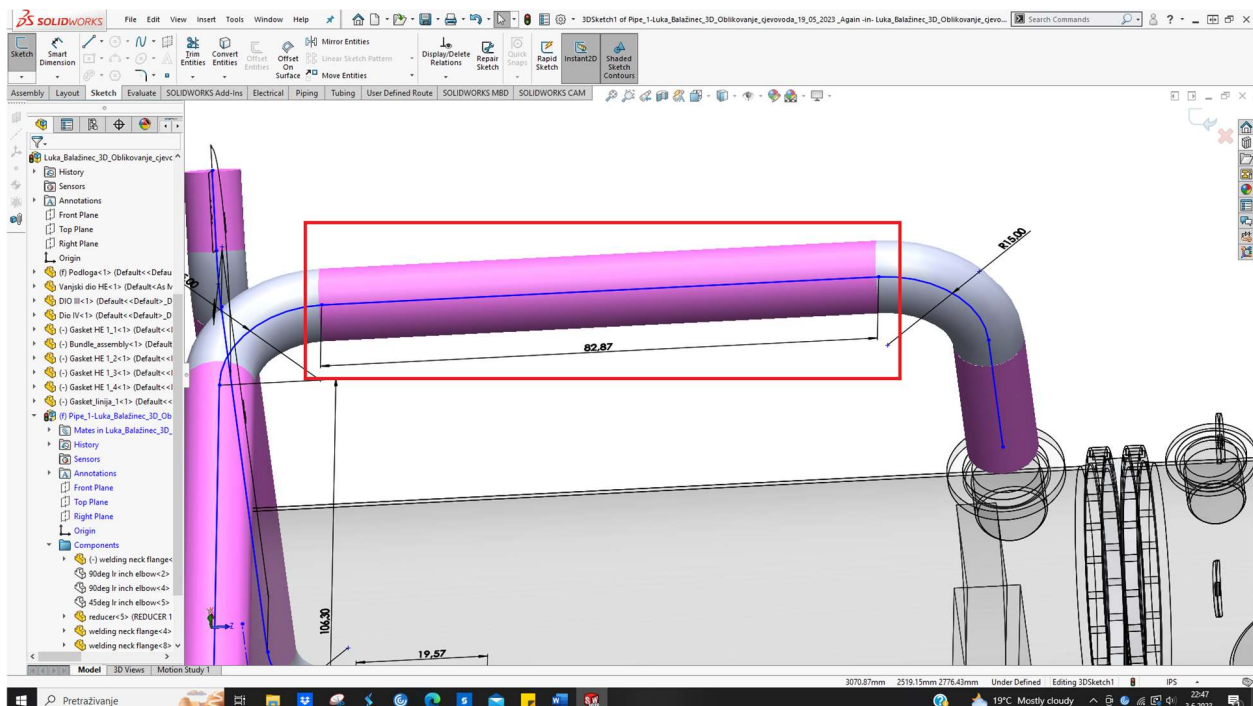 SOLIDWORKS File Edit View Insert Tools Window Help 3DSketch1 of Pipe_1-Luka_Balažinec_3D_Oblikovanje_cjevovoda_19_05_2023 _Again -in- Luka_Balažinec_3D_Oblikovanje_cjevo... Search Commands
Sketch Smart Dimension Trim Entities Convert Entities Offset Entities Offset On Surface Mirror Entities Linear Sketch Pattern Move Entities Display/Delete Relations Repair Sketch Quick Snaps Rapid Sketch Instant2D Shaded Sketch Contours
Assembly Layout Sketch Evaluate SOLIDWORKS Add-Ins Electrical Piping Tubing User Defined Route SOLIDWORKS MBD SOLIDWORKS CAM
Luka_Balažinec_3D_Oblikovanje_cjevc
History
Sensors
Annotations
Front Plane
Top Plane
Right Plane
Origin
(f) Podloga<1> (Default<<Defau
Vanjski dio HE<1> (Default<As M
DIO III<1> (Default<<Default>_D
Dio IV<1> (Default<<Default>_D
(-) Gasket HE 1_1<1> (Default<<
(-) Bundle_assembly<1> (Default
(-) Gasket HE 1_2<1> (Default<<
(-) Gasket HE 1_3<1> (Default<<
(-) Gasket HE 1_4<1> (Default<<
(-) Gasket_linija_1<1> (Default<<
(f) Pipe_1-Luka_Balažinec_3D_Ob
Mates in Luka_Balažinec_3D_
History
Sensors
Annotations
Front Plane
Top Plane
Right Plane
Origin
Components
(-) welding neck flange<
90deg lr inch elbow<2>
90deg lr inch elbow<4>
45deg lr inch elbow<5>
reducer<5> (REDUCER 1
welding neck flange<4>
welding neck flange<8>
R15.00
82,87
106,30
19,57
Z
Model 3D Views Motion Study 1
3070.87mm 2519.15mm 2776.43mm Under Defined Editing 3DSketch1 IPS
Pretraživanje 19°C Mostly cloudy 22:47
3.6.2023.